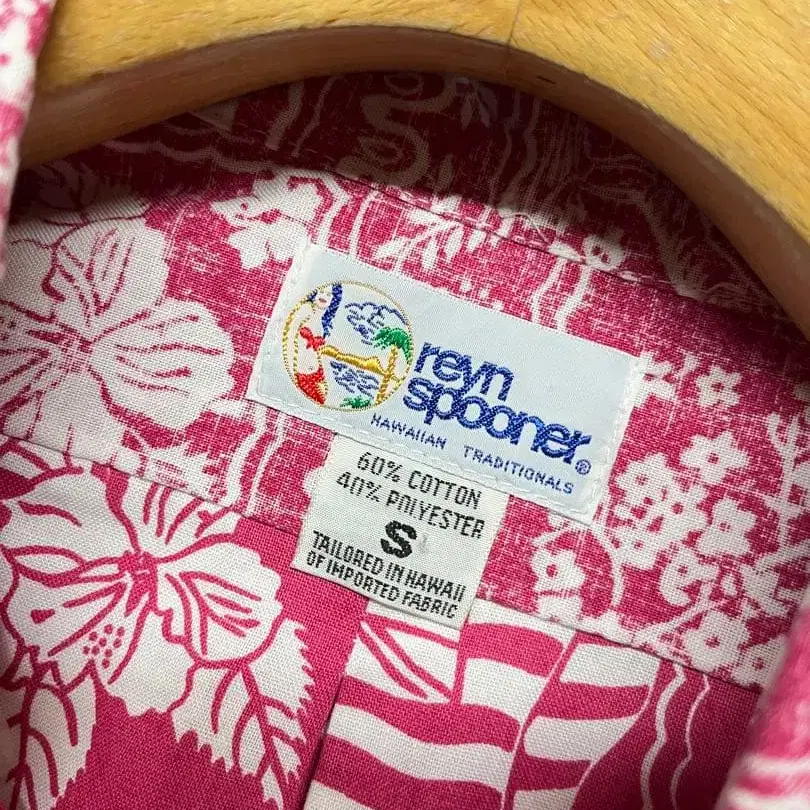 reyn
spooner®
HAWAIIAN TRADITIONALS
60% COTTON
40% POLYESTER
S
TAILORED IN HAWAII
OF IMPORTED FABRIC